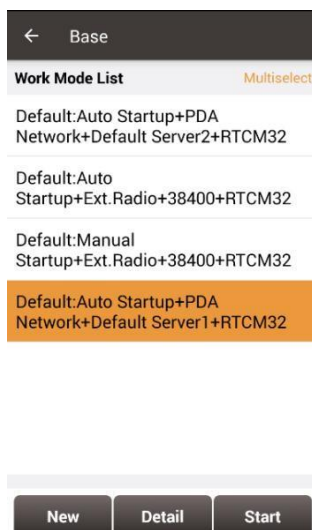 Base
Work Mode List Multiselect
Default:Auto Startup+PDA
Network+Default Server2+RTCM32
Default:Auto
Startup+Ext.Radio+38400+RTCM32
Default:Manual
Startup+Ext.Radio+38400+RTCM32
Default:Auto Startup+PDA
Network+Default Server1+RTCM32
New Detail Start